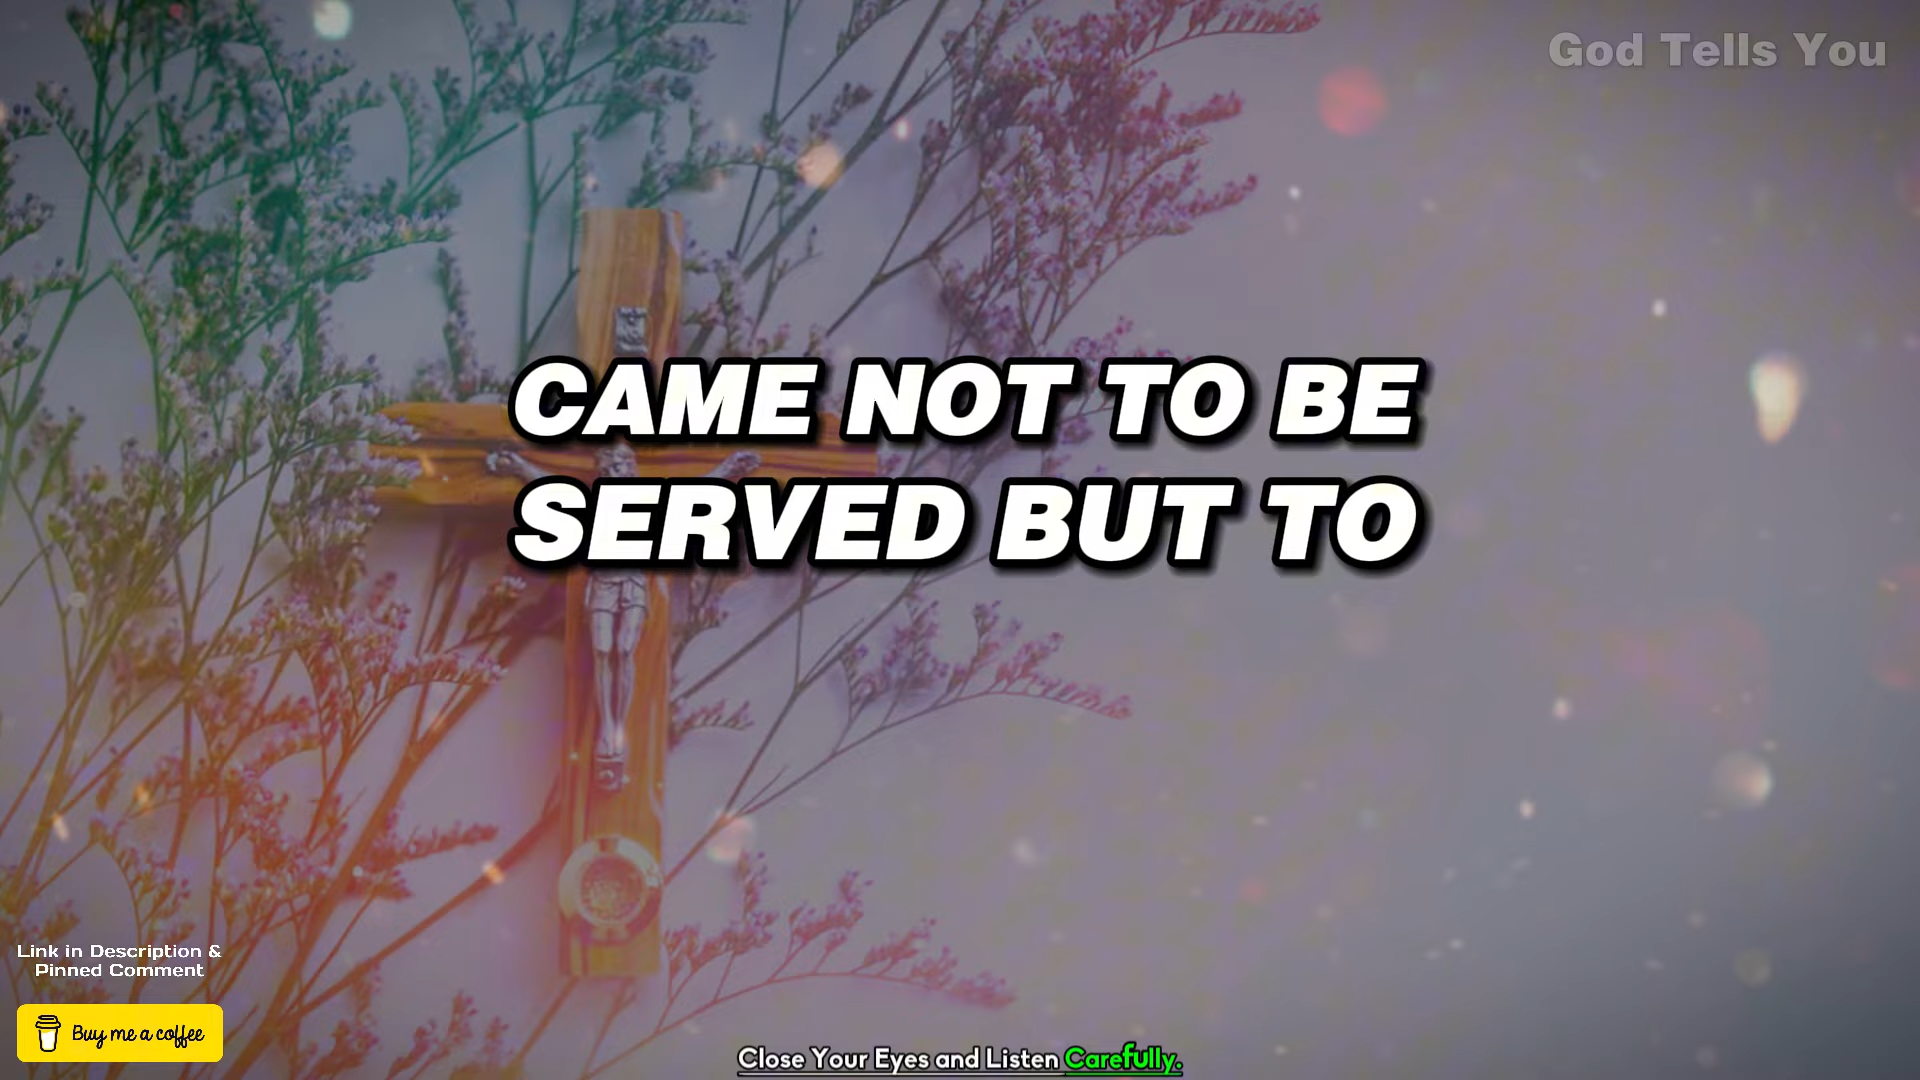 God Tells You
CAME NOT TO BE
SERVED BUT TO
Link in Description &
Pinned Comment
Buy me a coffee
Close Your Eyes and Listen Carefully.